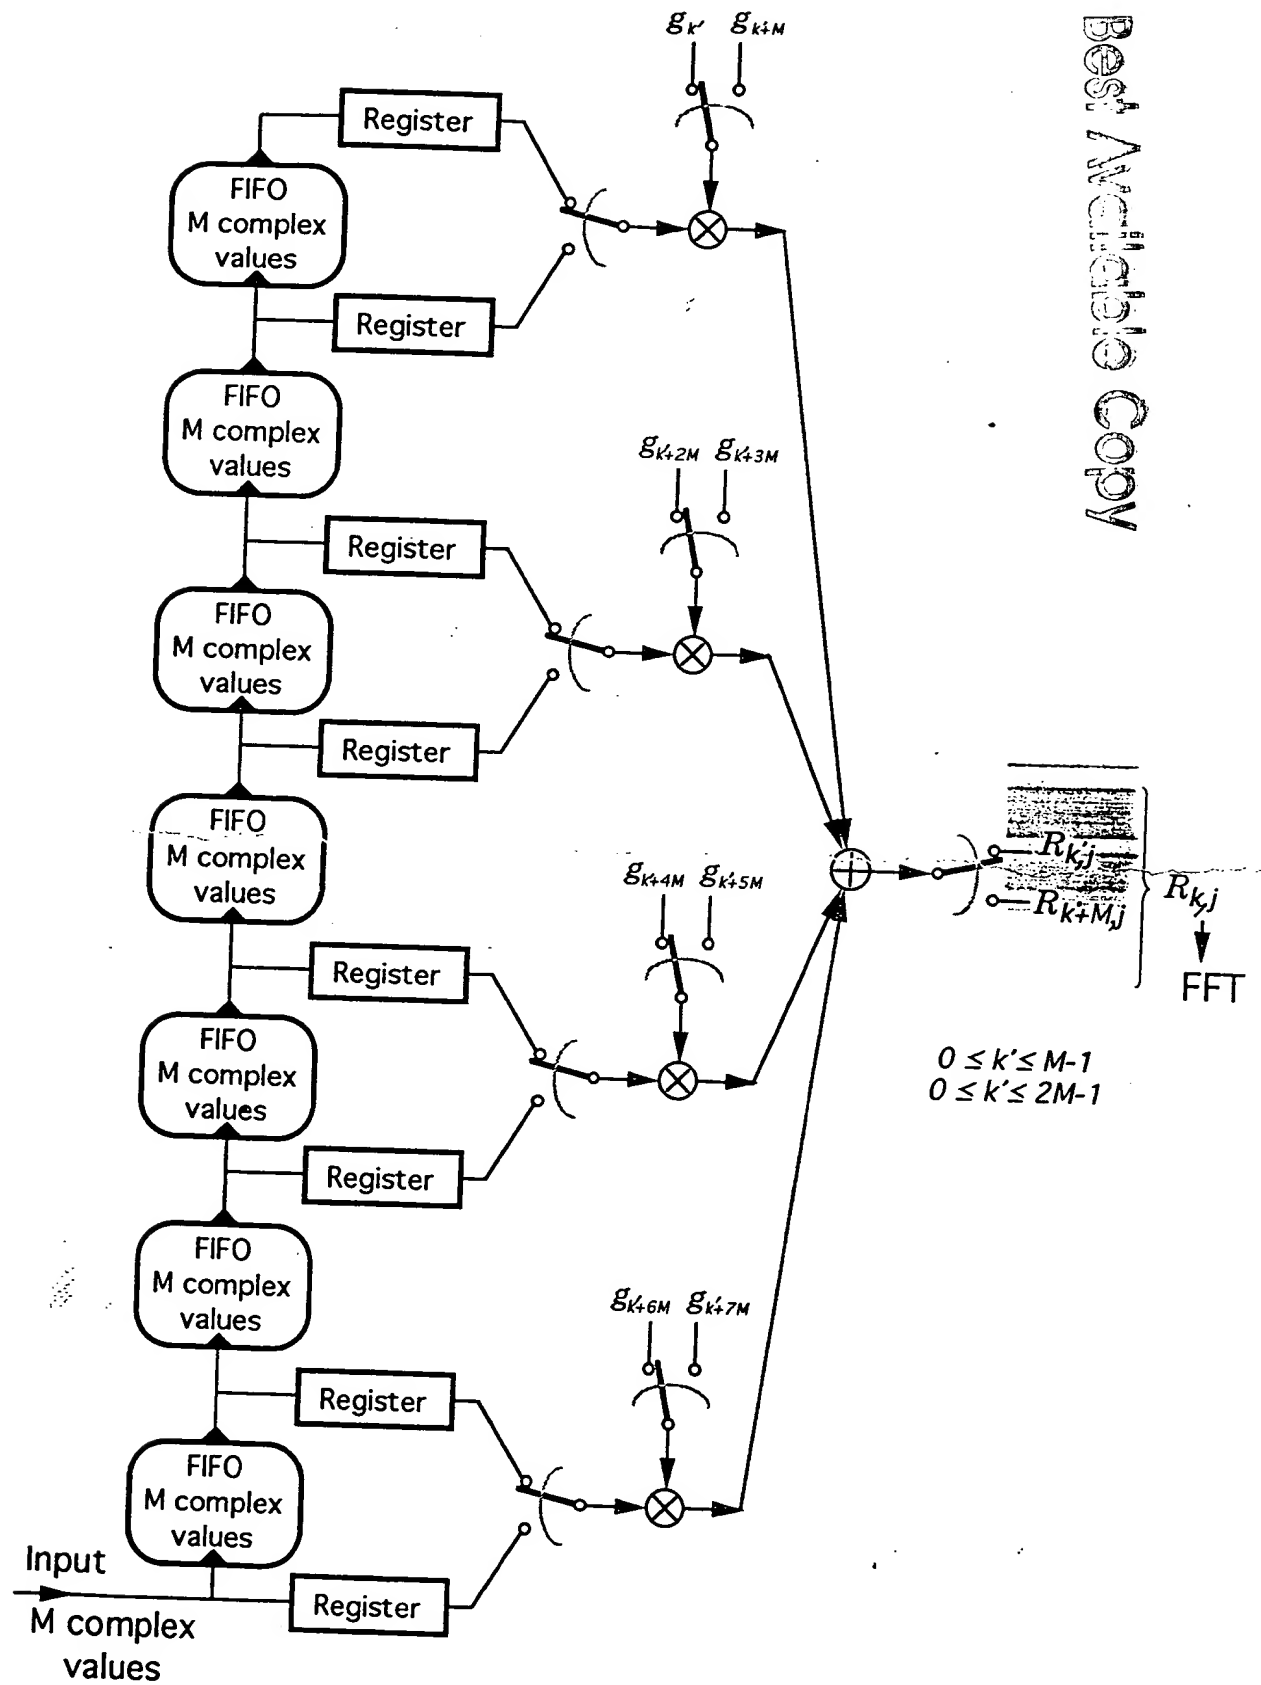 g_k' g_k'+M
Register
FIFO
M complex
values
Register
FIFO
M complex
values
g_k'+2M g_k'+3M
Register
FIFO
M complex
values
Register
FIFO
M complex
values
g_k'+4M g_k'+5M
Register
FIFO
M complex
values
Register
FIFO
M complex
values
g_k'+6M g_k'+7M
Register
FIFO
M complex
values
Register
Input
M complex
values
R_k',j
R_k'+M,j
R_k,j
FFT
0 ≤ k' ≤ M-1
0 ≤ k' ≤ 2M-1
Best Available Copy